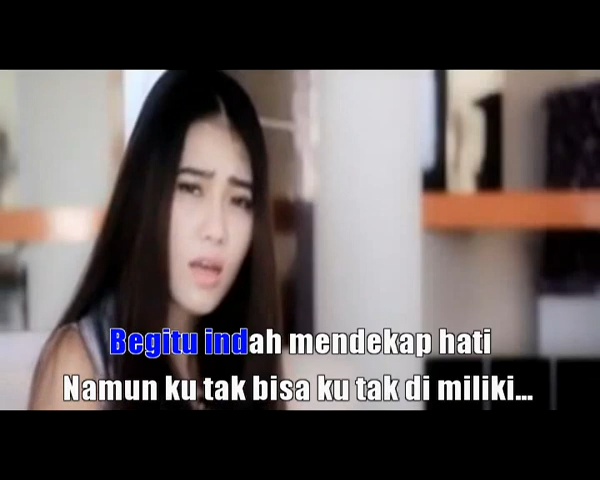 Begitu indah mendekap hati
Namun ku tak bisa ku tak di miliki...